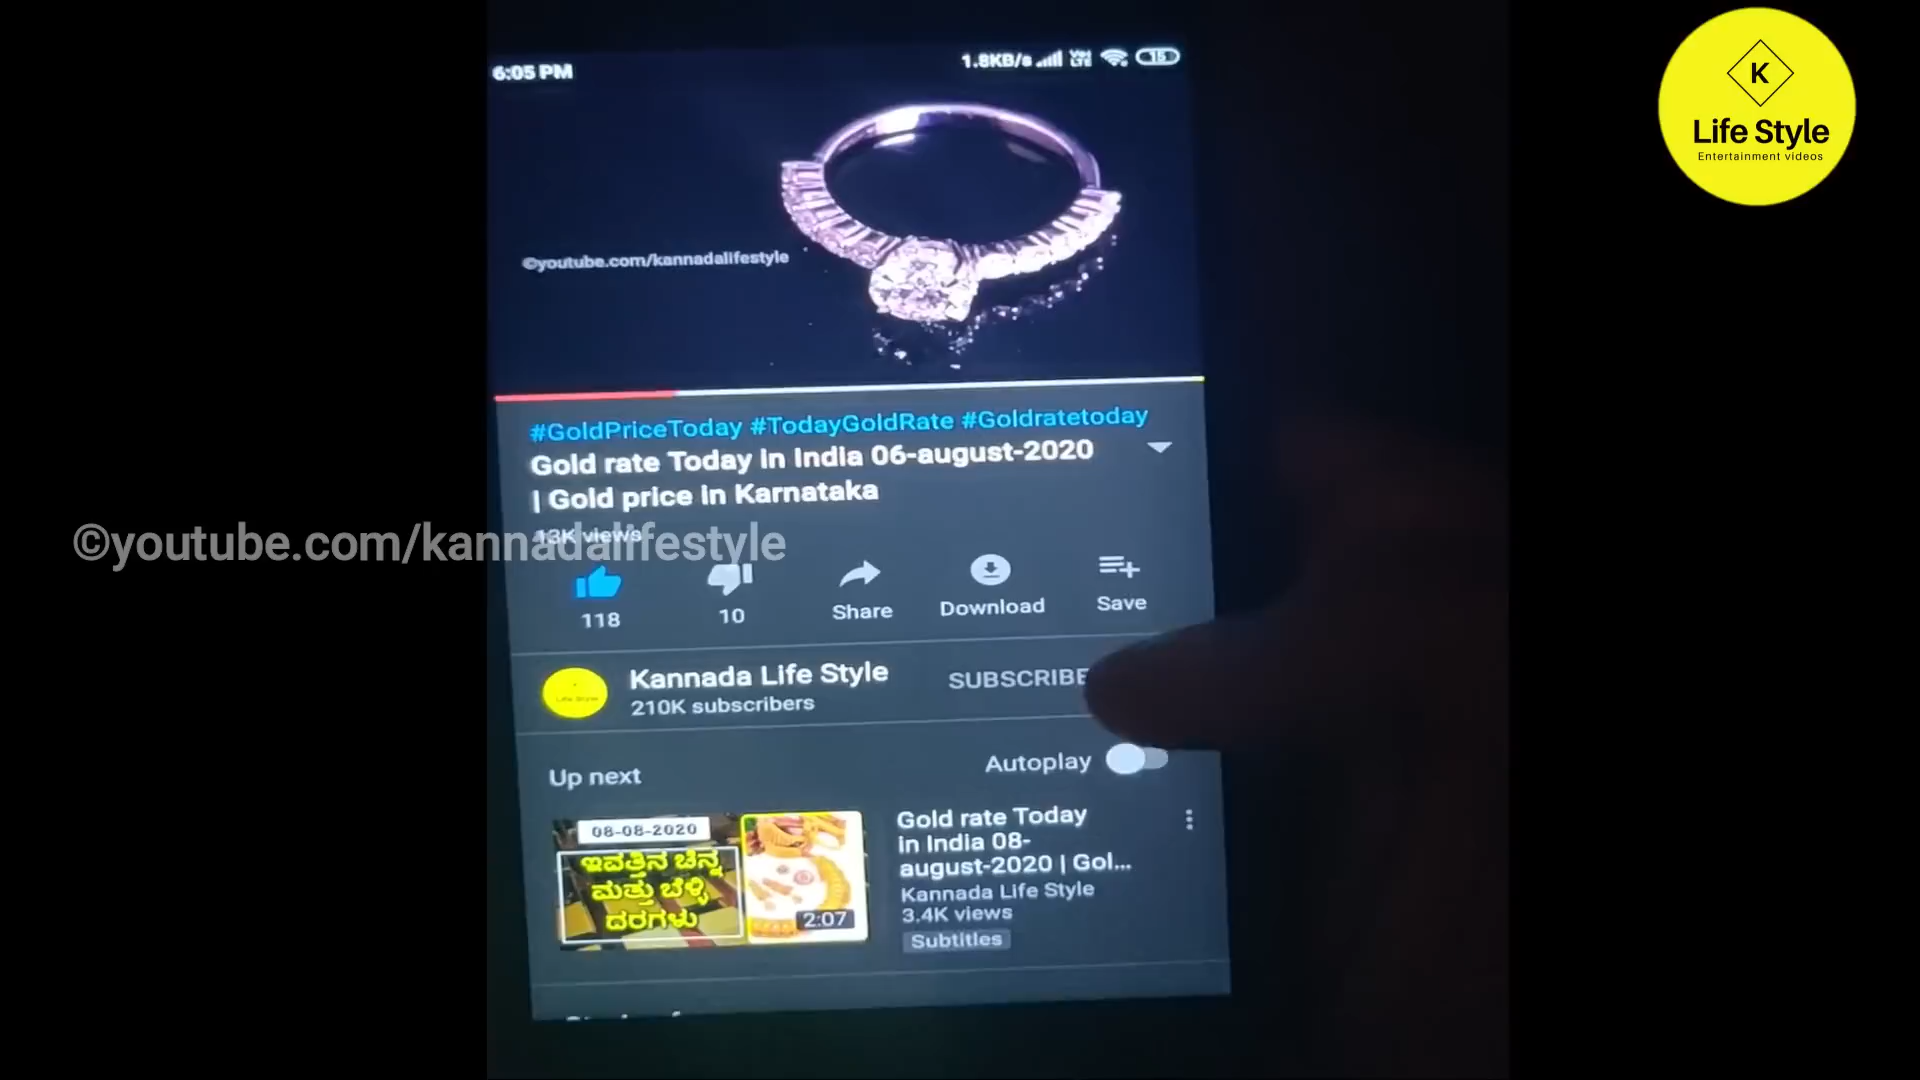 K
Life Style
Entertainment videos
6:05 PM
1.8KB/s
15
©youtube.com/kannadalifestyle
#GoldPriceToday #TodayGoldRate #Goldratetoday
Gold rate Today in India 06-august-2020
| Gold price in Karnataka
13K views
©youtube.com/kannadalifestyle
118
10
Share
Download
Save
Kannada Life Style
210K subscribers
SUBSCRIBE
Up next
Autoplay
08-08-2020
ಇವತ್ತಿನ ಚಿನ್ನ
ಮತ್ತು ಬೆಳ್ಳಿ
ದರಗಳು
2:07
Gold rate Today
in India 08-
august-2020 | Gol...
Kannada Life Style
3.4K views
Subtitles